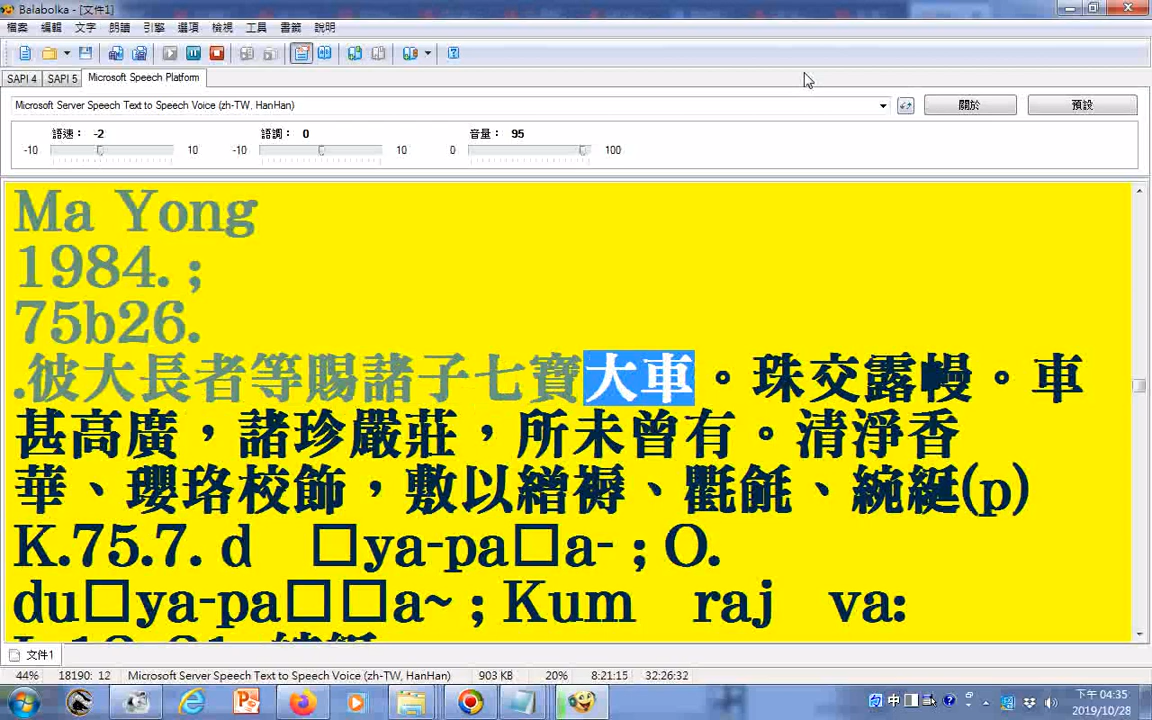 Balabolka - [文件1]
檔案 編輯 文字 朗讀 引擎 選項 檢視 工具 書籤 說明
SAPI 4 SAPI 5 Microsoft Speech Platform
Microsoft Server Speech Text to Speech Voice (zh-TW, HanHan) 關於 預設
語速： -2 語調： 0 音量： 95
-10 10 -10 10 0 100
Ma Yong
1984. ;
75b26.
.彼大長者等賜諸子七寶大車。珠交露幔。車
甚高廣，諸珍嚴莊，所未曾有。清淨香
華、瓔珞校飾，敷以繒褥、氍毹、綩綖(p)
K.75.7. d □ya-pa□a- ; O.
du□ya-pa□□a~ ; Kum raj va:
文件1
44% 18190: 12 Microsoft Server Speech Text to Speech Voice (zh-TW, HanHan) 903 KB 20% 8:21:15 32:26:32
中 下午 04:35
2019/10/28